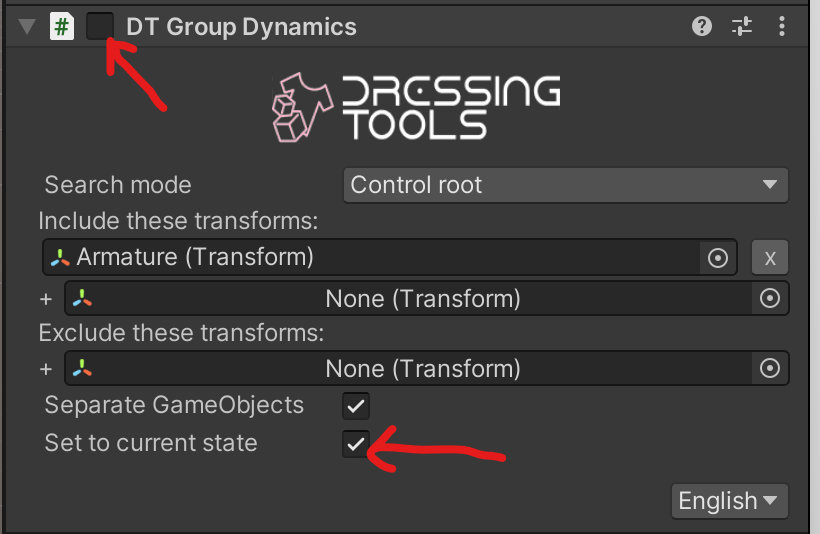 # DT Group Dynamics
DRESSING
TOOLS
Search mode Control root
Include these transforms:
Armature (Transform) x
+ None (Transform)
Exclude these transforms:
+ None (Transform)
Separate GameObjects
Set to current state
English